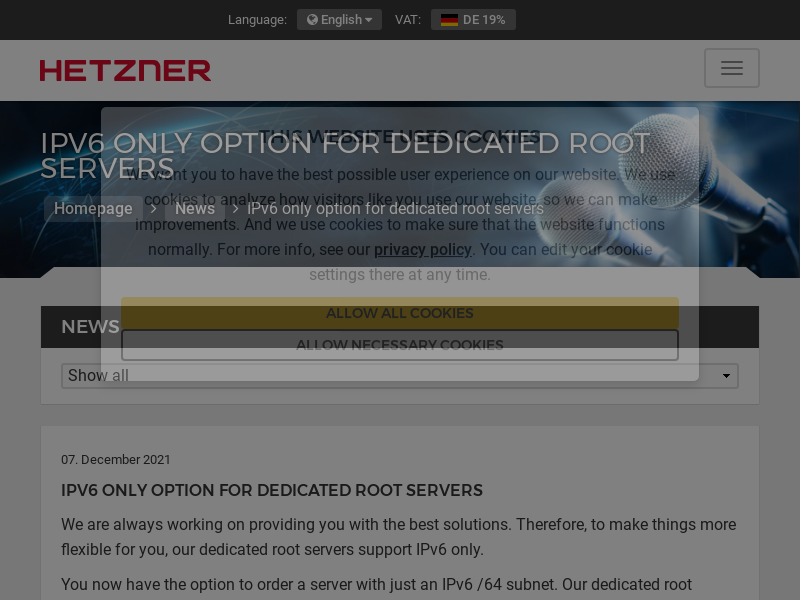 Language: English VAT: DE 19%
HETZNER
THIS WEBSITE USES COOKIES
IPV6 ONLY OPTION FOR DEDICATED ROOT
SERVERS
We want you to have the best possible user experience on our website. We use
cookies to analyze how visitors like you use our website, so we can make
Homepage > News > IPv6 only option for dedicated root servers
improvements. And we use cookies to make sure that the website functions
normally. For more info, see our privacy policy. You can edit your cookie
settings there at any time.
ALLOW ALL COOKIES
NEWS
ALLOW NECESSARY COOKIES
Show all
07. December 2021
IPV6 ONLY OPTION FOR DEDICATED ROOT SERVERS
We are always working on providing you with the best solutions. Therefore, to make things more
flexible for you, our dedicated root servers support IPv6 only.
You now have the option to order a server with just an IPv6 /64 subnet. Our dedicated root